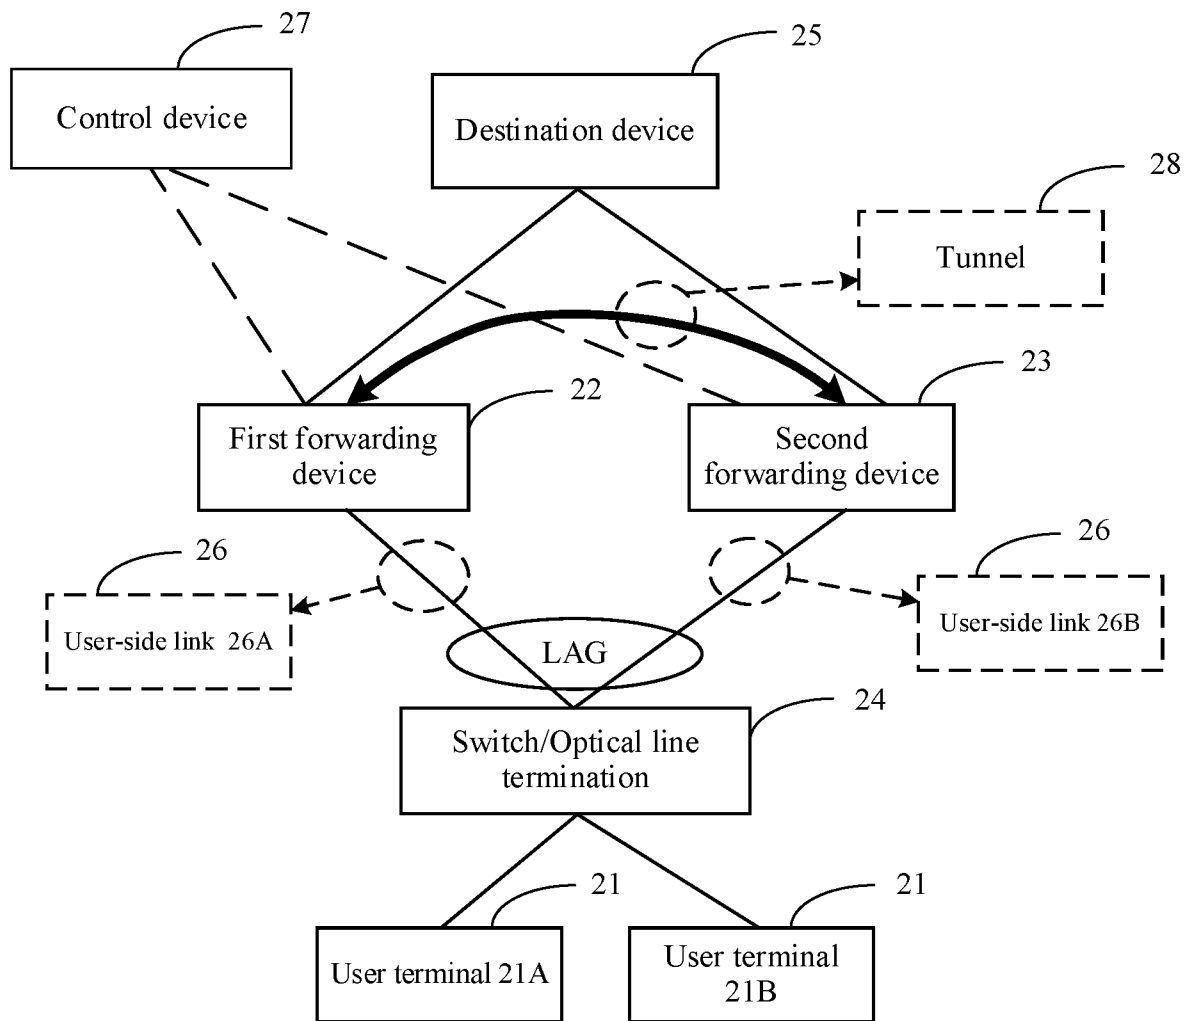 27
25
Control device
Destination device
28
Tunnel
22
23
First forwarding
device
Second
forwarding device
26
26
User-side link 26A
User-side link 26B
LAG
24
Switch/Optical line
termination
21
21
User terminal 21A
User terminal
21B